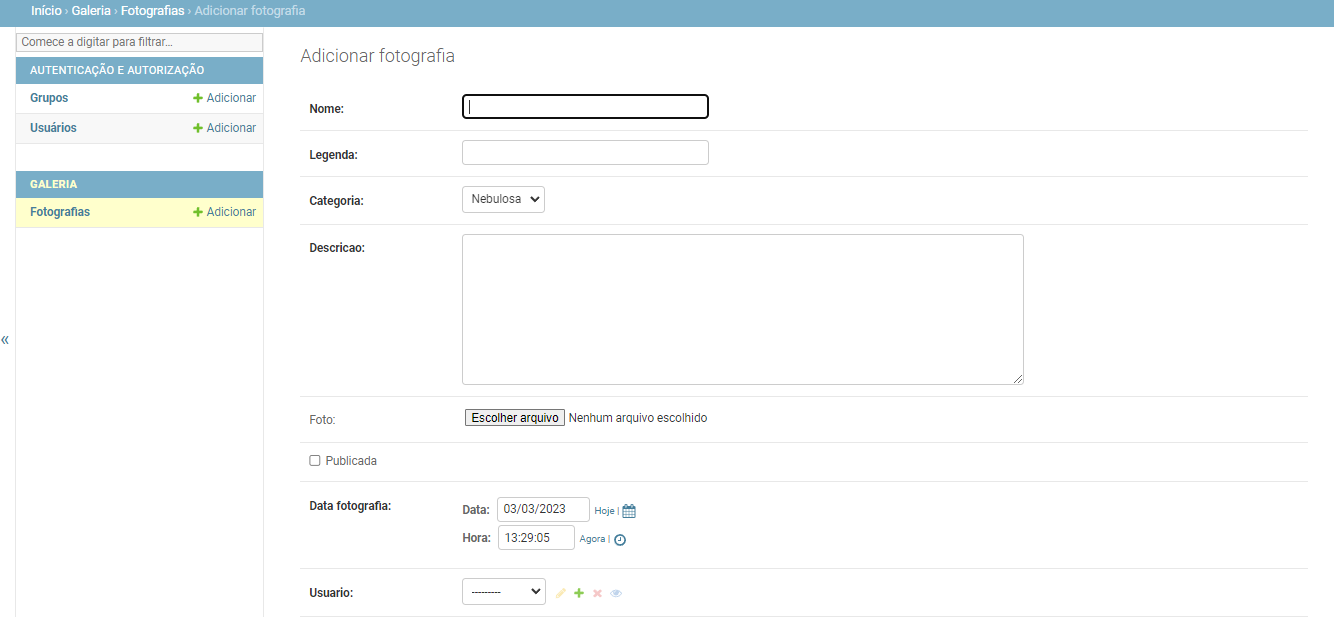 Início › Galeria › Fotografias › Adicionar fotografia
Comece a digitar para filtrar...
AUTENTICAÇÃO E AUTORIZAÇÃO
Grupos + Adicionar
Usuários + Adicionar
GALERIA
Fotografias + Adicionar
«
Adicionar fotografia
Nome:
Legenda:
Categoria: Nebulosa
Descricao:
Foto: Escolher arquivo Nenhum arquivo escolhido
Publicada
Data fotografia:
Data: 03/03/2023 Hoje |
Hora: 13:29:05 Agora |
Usuario: ---------